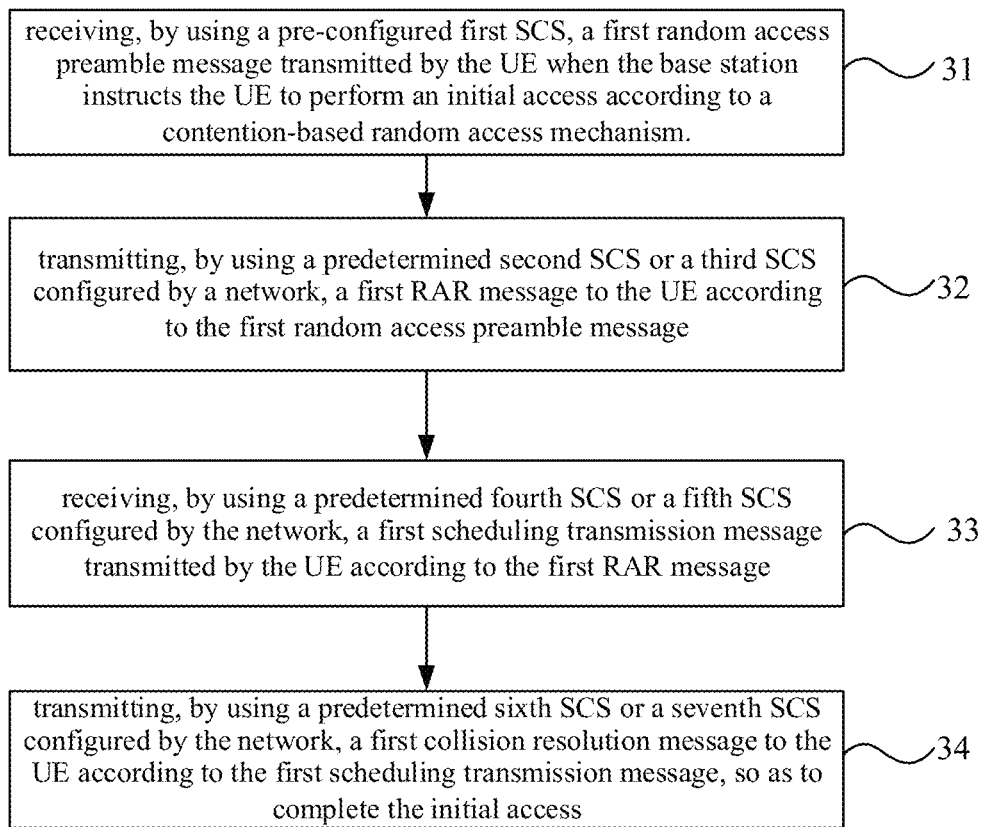 receiving, by using a pre-configured first SCS, a first random access
preamble message transmitted by the UE when the base station
instructs the UE to perform an initial access according to a
contention-based random access mechanism.
31
transmitting, by using a predetermined second SCS or a third SCS
configured by a network, a first RAR message to the UE according
to the first random access preamble message
32
receiving, by using a predetermined fourth SCS or a fifth SCS
configured by the network, a first scheduling transmission message
transmitted by the UE according to the first RAR message
33
transmitting, by using a predetermined sixth SCS or a seventh SCS
configured by the network, a first collision resolution message to the
UE according to the first scheduling transmission message, so as to
complete the initial access
34